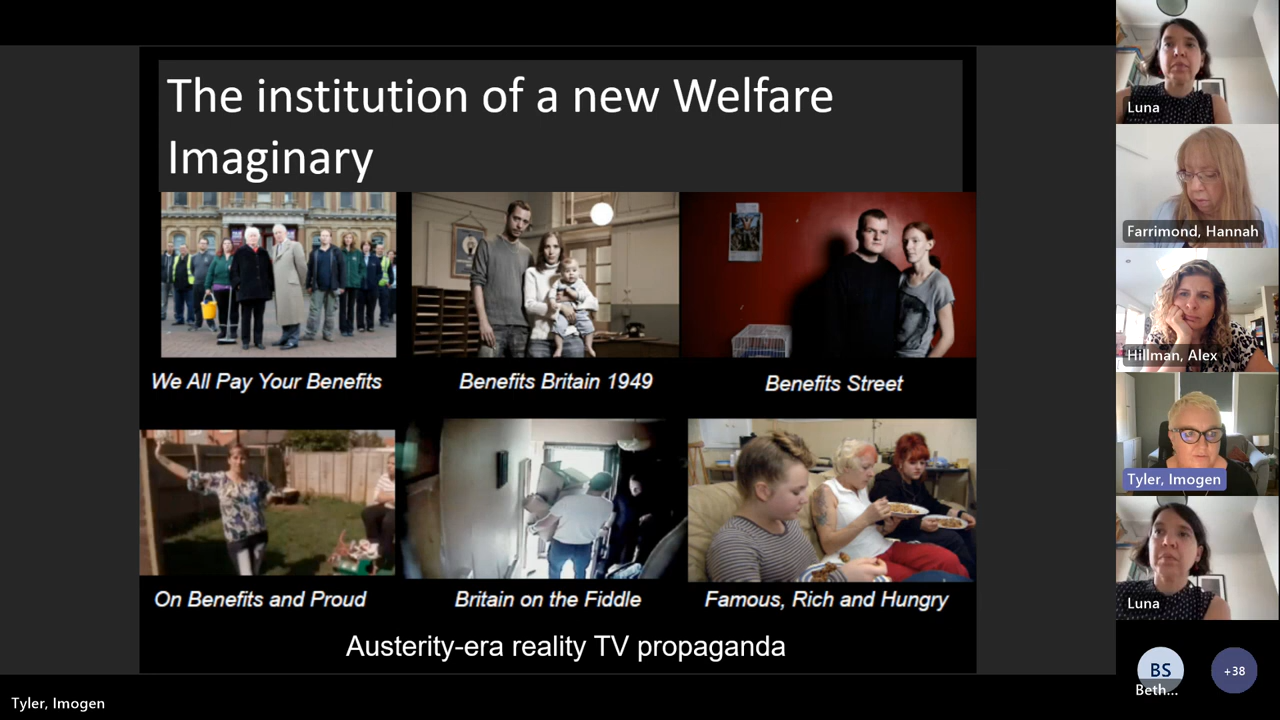 The institution of a new Welfare
Imaginary
We All Pay Your Benefits
Benefits Britain 1949
Benefits Street
On Benefits and Proud
Britain on the Fiddle
Famous, Rich and Hungry
Austerity-era reality TV propaganda
Luna
Farrimond, Hannah
Hillman, Alex
Tyler, Imogen
Luna
BS
Beth...
+38
Tyler, Imogen